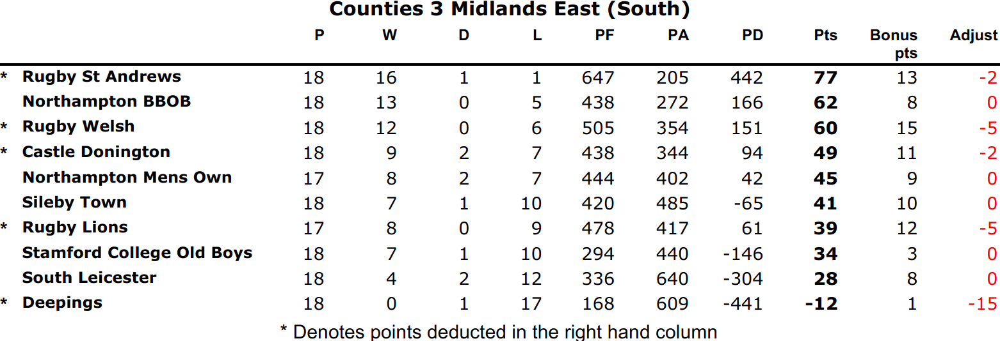 Counties 3 Midlands East (South)
P W D L PF PA PD Pts Bonus pts Adjust
* Rugby St Andrews 18 16 1 1 647 205 442 77 13 -2
Northampton BBOB 18 13 0 5 438 272 166 62 8 0
* Rugby Welsh 18 12 0 6 505 354 151 60 15 -5
* Castle Donington 18 9 2 7 438 344 94 49 11 -2
Northampton Mens Own 17 8 2 7 444 402 42 45 9 0
Sileby Town 18 7 1 10 420 485 -65 41 10 0
* Rugby Lions 17 8 0 9 478 417 61 39 12 -5
Stamford College Old Boys 18 7 1 10 294 440 -146 34 3 0
South Leicester 18 4 2 12 336 640 -304 28 8 0
* Deepings 18 0 1 17 168 609 -441 -12 1 -15
* Denotes points deducted in the right hand column